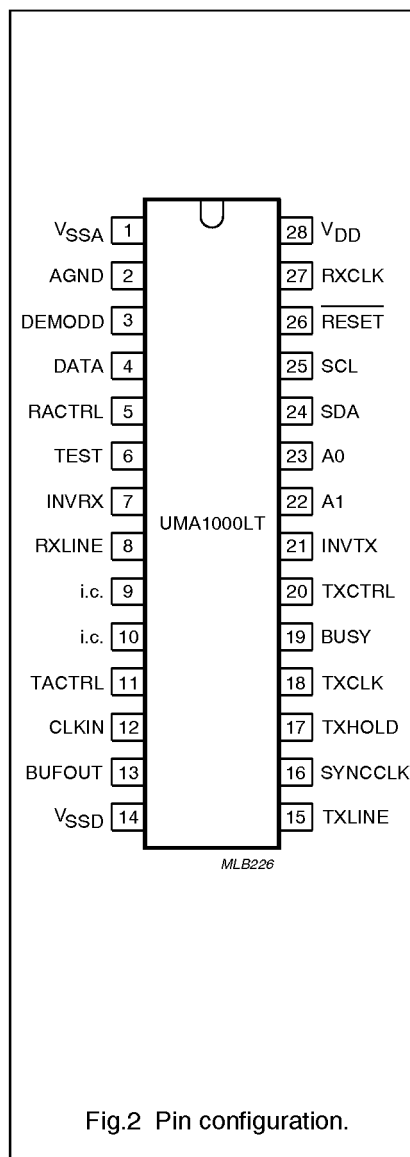 VSSA 1 28 VDD
AGND 2 27 RXCLK
DEMODD 3 26 RESET
DATA 4 25 SCL
RACTRL 5 24 SDA
TEST 6 23 A0
INVRX 7 22 A1
UMA1000LT
RXLINE 8 21 INVTX
i.c. 9 20 TXCTRL
i.c. 10 19 BUSY
TACTRL 11 18 TXCLK
CLKIN 12 17 TXHOLD
BUFOUT 13 16 SYNCCLK
VSSD 14 15 TXLINE
MLB226
Fig.2 Pin configuration.